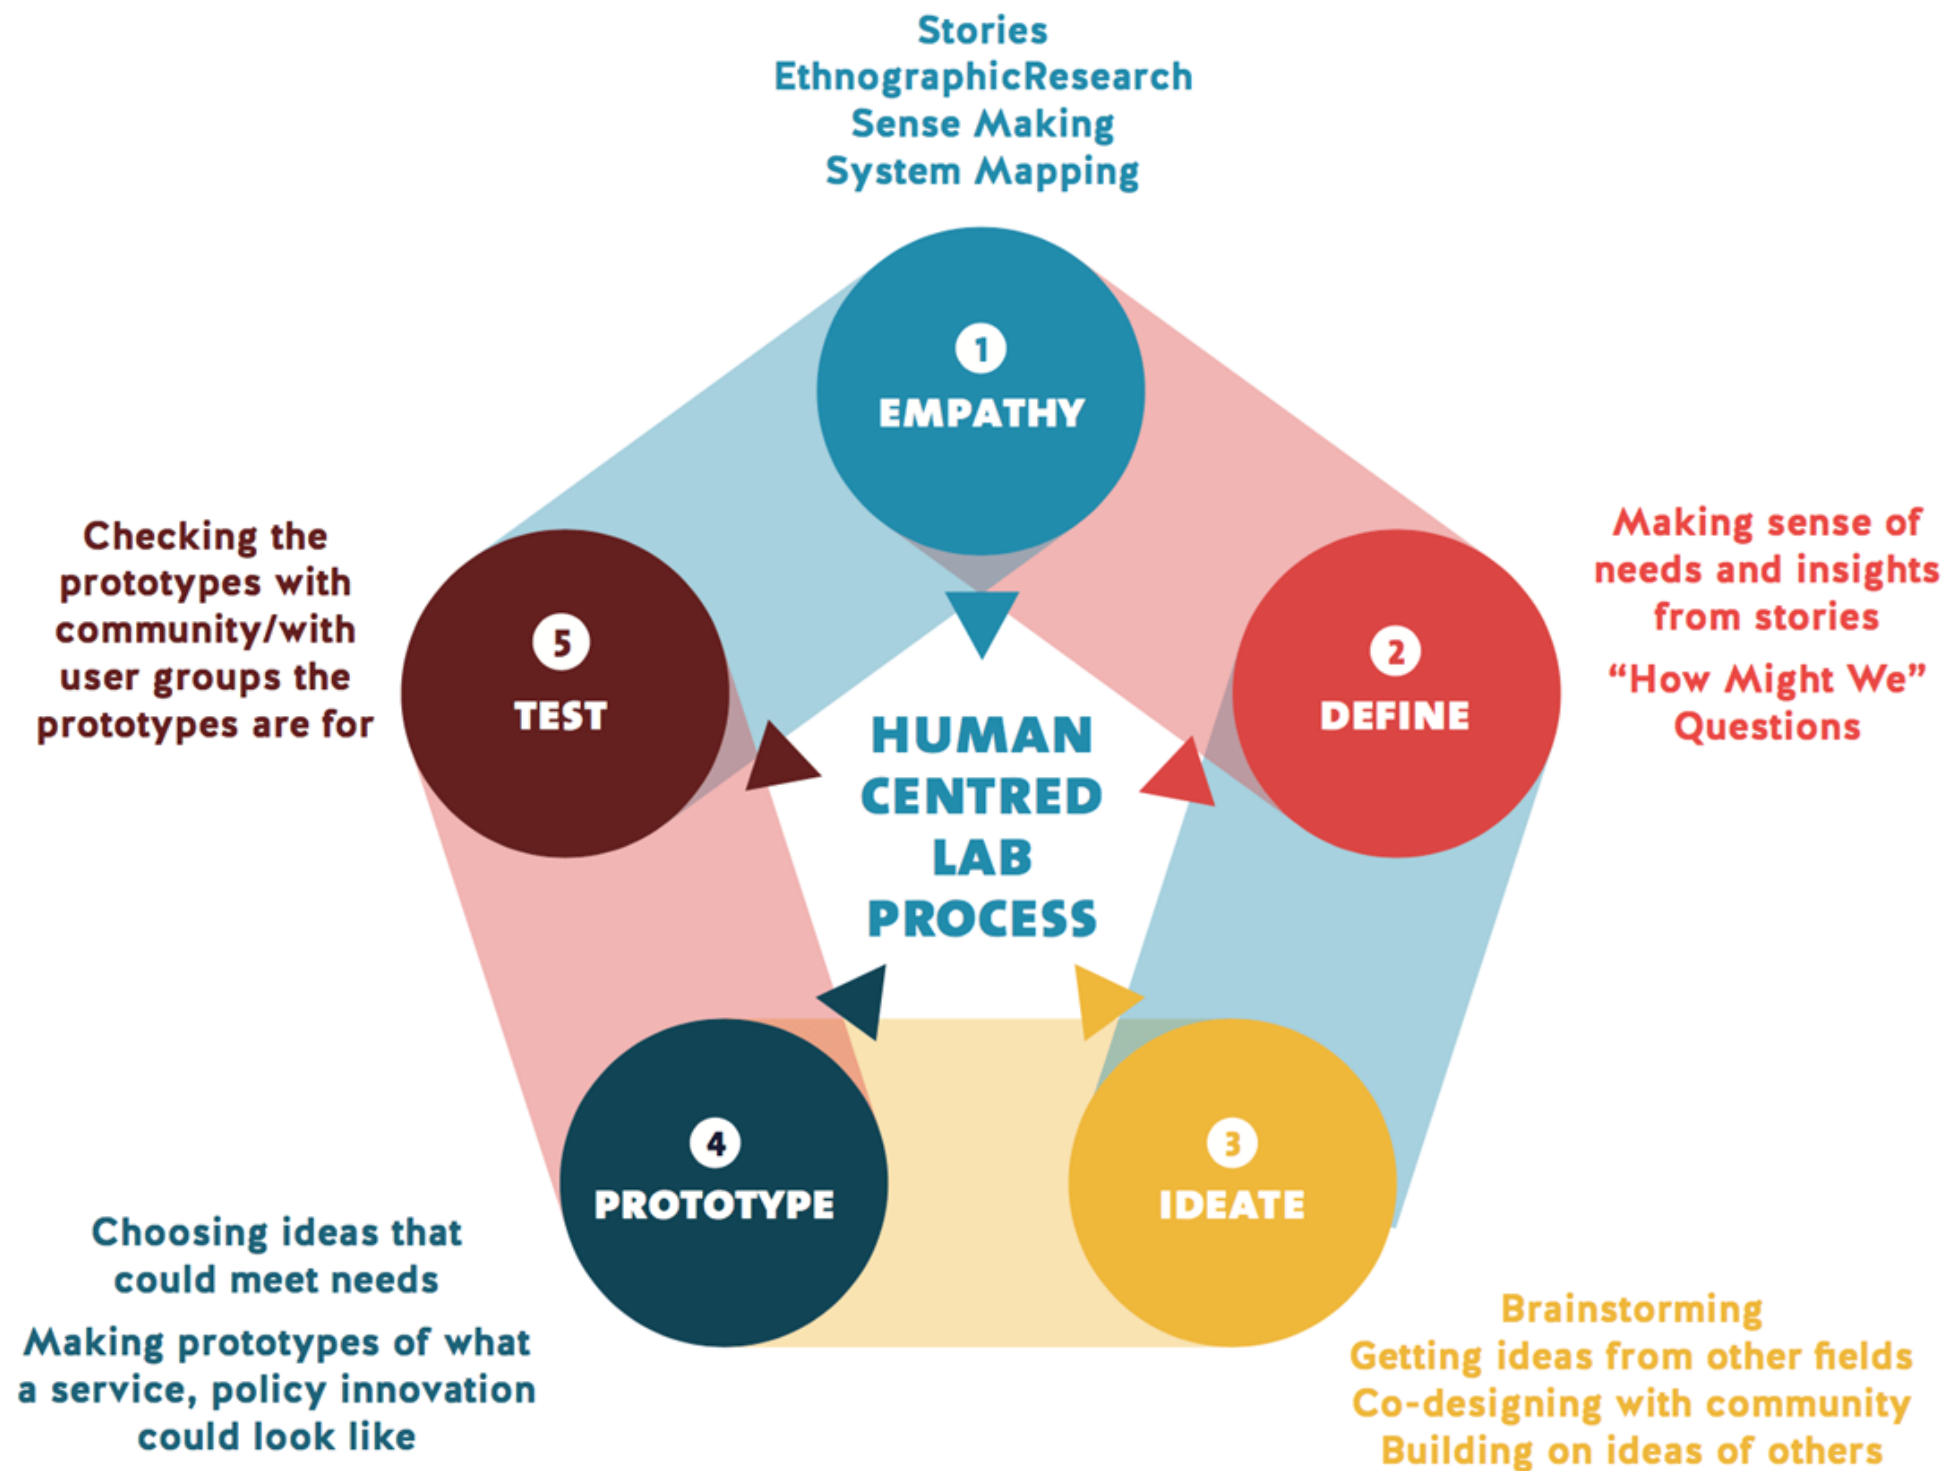 Stories
EthnographicResearch
Sense Making
System Mapping
1
EMPATHY
2
DEFINE
Making sense of
needs and insights
from stories
“How Might We”
Questions
3
IDEATE
Brainstorming
Getting ideas from other fields
Co-designing with community
Building on ideas of others
4
PROTOTYPE
Choosing ideas that
could meet needs
Making prototypes of what
a service, policy innovation
could look like
5
TEST
Checking the
prototypes with
community/with
user groups the
prototypes are for
HUMAN
CENTRED
LAB
PROCESS